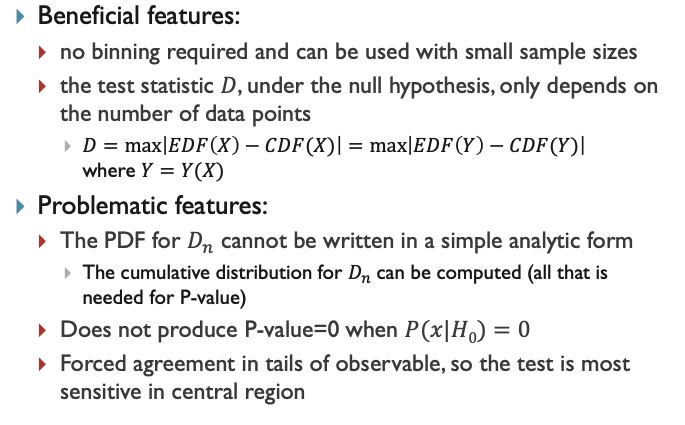 Beneficial features:
no binning required and can be used with small sample sizes
the test statistic D, under the null hypothesis, only depends on
the number of data points
D = max|EDF(X) − CDF(X)| = max|EDF(Y) − CDF(Y)|
where Y = Y(X)
Problematic features:
The PDF for Dₙ cannot be written in a simple analytic form
The cumulative distribution for Dₙ can be computed (all that is
needed for P-value)
Does not produce P-value=0 when P(x|H₀) = 0
Forced agreement in tails of observable, so the test is most
sensitive in central region